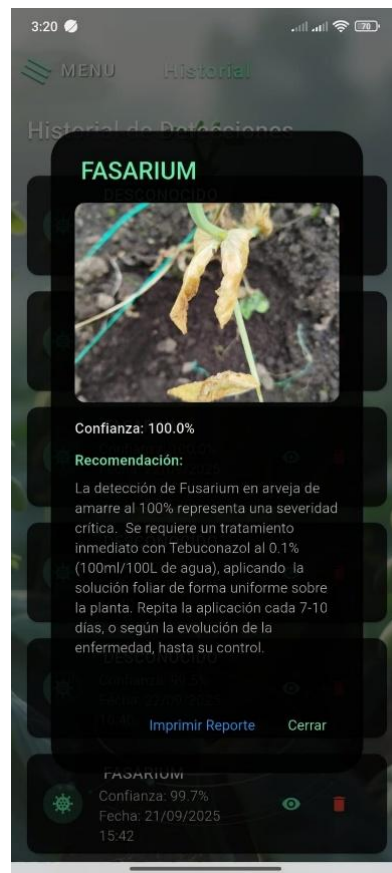 3:20
70
MENU
Historial
Historial de Detecciones
FASARIUM
DESCONOCIDO
Confianza: 100.0%
Recomendación:
La detección de Fusarium en arveja de
amarre al 100% representa una severidad
crítica. Se requiere un tratamiento
inmediato con Tebuconazol al 0.1%
(100ml/100L de agua), aplicando la
solución foliar de forma uniforme sobre
la planta. Repita la aplicación cada 7-10
días, o según la evolución de la
enfermedad, hasta su control.
DESCONOCIDO
Imprimir Reporte
Cerrar
FASARIUM
Confianza: 99.7%
Fecha: 21/09/2025
15:42